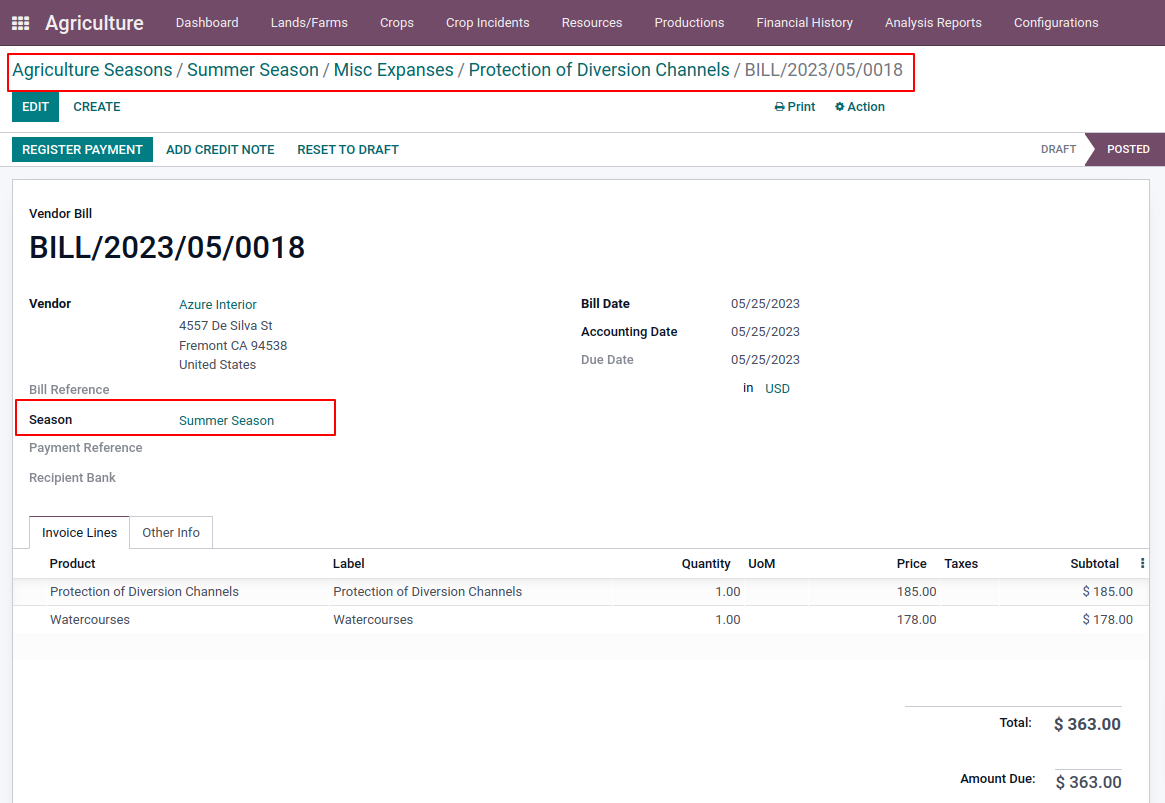 Agriculture Dashboard Lands/Farms Crops Crop Incidents Resources Productions Financial History Analysis Reports Configurations
Agriculture Seasons / Summer Season / Misc Expanses / Protection of Diversion Channels / BILL/2023/05/0018
EDIT CREATE Print Action
REGISTER PAYMENT ADD CREDIT NOTE RESET TO DRAFT DRAFT POSTED
Vendor Bill
BILL/2023/05/0018
Vendor Azure Interior Bill Date 05/25/2023
4557 De Silva St Accounting Date 05/25/2023
Fremont CA 94538
United States Due Date 05/25/2023
Bill Reference in USD
Season Summer Season
Payment Reference
Recipient Bank
Invoice Lines Other Info
Product Label Quantity UoM Price Taxes Subtotal
Protection of Diversion Channels Protection of Diversion Channels 1.00 185.00 $ 185.00
Watercourses Watercourses 1.00 178.00 $ 178.00
Total: $ 363.00
Amount Due: $ 363.00